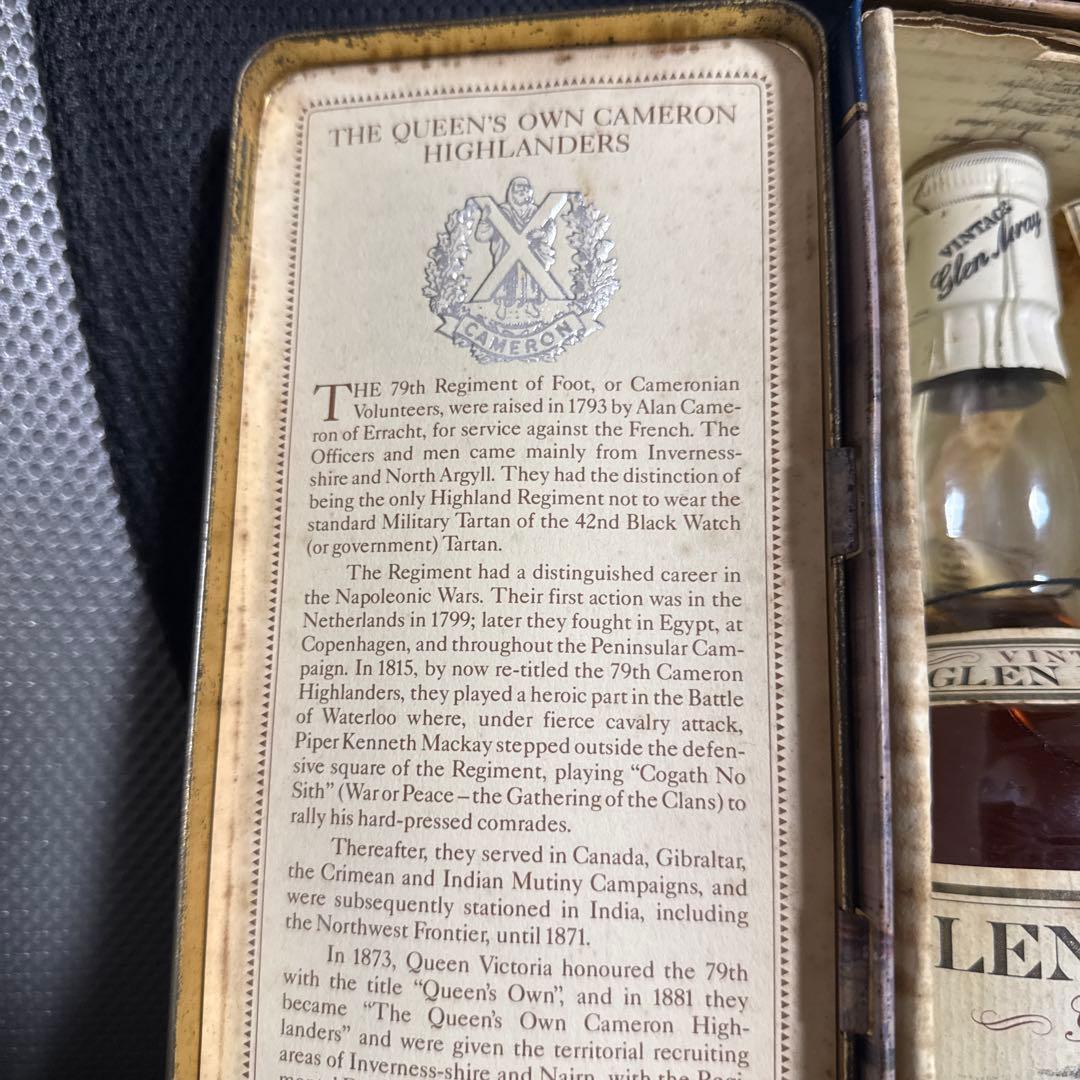 THE QUEEN'S OWN CAMERON
HIGHLANDERS
CAMERON
THE 79th Regiment of Foot, or Cameronian
Volunteers, were raised in 1793 by Alan Came-
ron of Erracht, for service against the French. The
Officers and men came mainly from Inverness-
shire and North Argyll. They had the distinction of
being the only Highland Regiment not to wear the
standard Military Tartan of the 42nd Black Watch
(or government) Tartan.
The Regiment had a distinguished career in
the Napoleonic Wars. Their first action was in the
Netherlands in 1799; later they fought in Egypt, at
Copenhagen, and throughout the Peninsular Cam-
paign. In 1815, by now re-titled the 79th Cameron
Highlanders, they played a heroic part in the Battle
of Waterloo where, under fierce cavalry attack,
Piper Kenneth Mackay stepped outside the defen-
sive square of the Regiment, playing “Cogath No
Sith” (War or Peace – the Gathering of the Clans) to
rally his hard-pressed comrades.
Thereafter, they served in Canada, Gibraltar,
the Crimean and Indian Mutiny Campaigns, and
were subsequently stationed in India, including
the Northwest Frontier, until 1871.
In 1873, Queen Victoria honoured the 79th
with the title “Queen's Own”, and in 1881 they
became “The Queen's Own Cameron High-
landers” and were given the territorial recruiting
areas of Inverness-shire and Nairn, with the Regi-
VINTAGE
Glen
VINT
GLEN
LEN